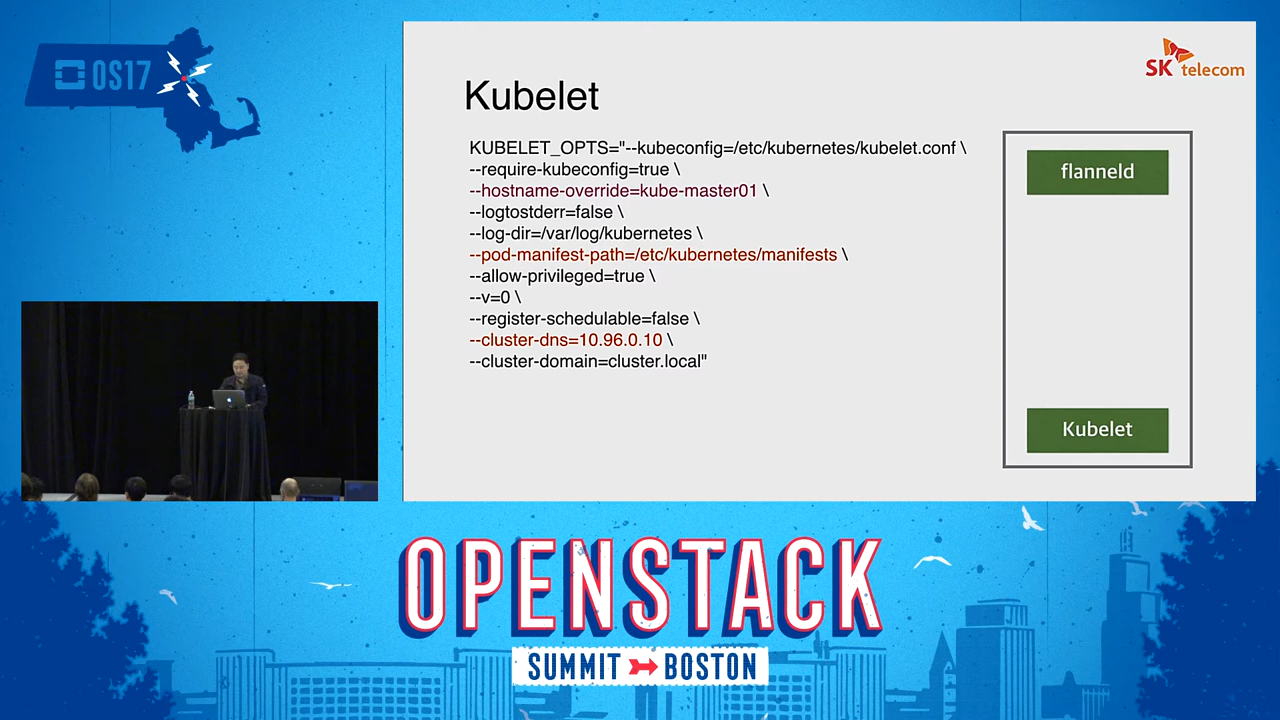 OS17
SK telecom
Kubelet
KUBELET_OPTS="--kubeconfig=/etc/kubernetes/kubelet.conf \
--require-kubeconfig=true \
--hostname-override=kube-master01 \
--logtostderr=false \
--log-dir=/var/log/kubernetes \
--pod-manifest-path=/etc/kubernetes/manifests \
--allow-privileged=true \
--v=0 \
--register-schedulable=false \
--cluster-dns=10.96.0.10 \
--cluster-domain=cluster.local"
flanneld
Kubelet
OPENSTACK
SUMMIT BOSTON